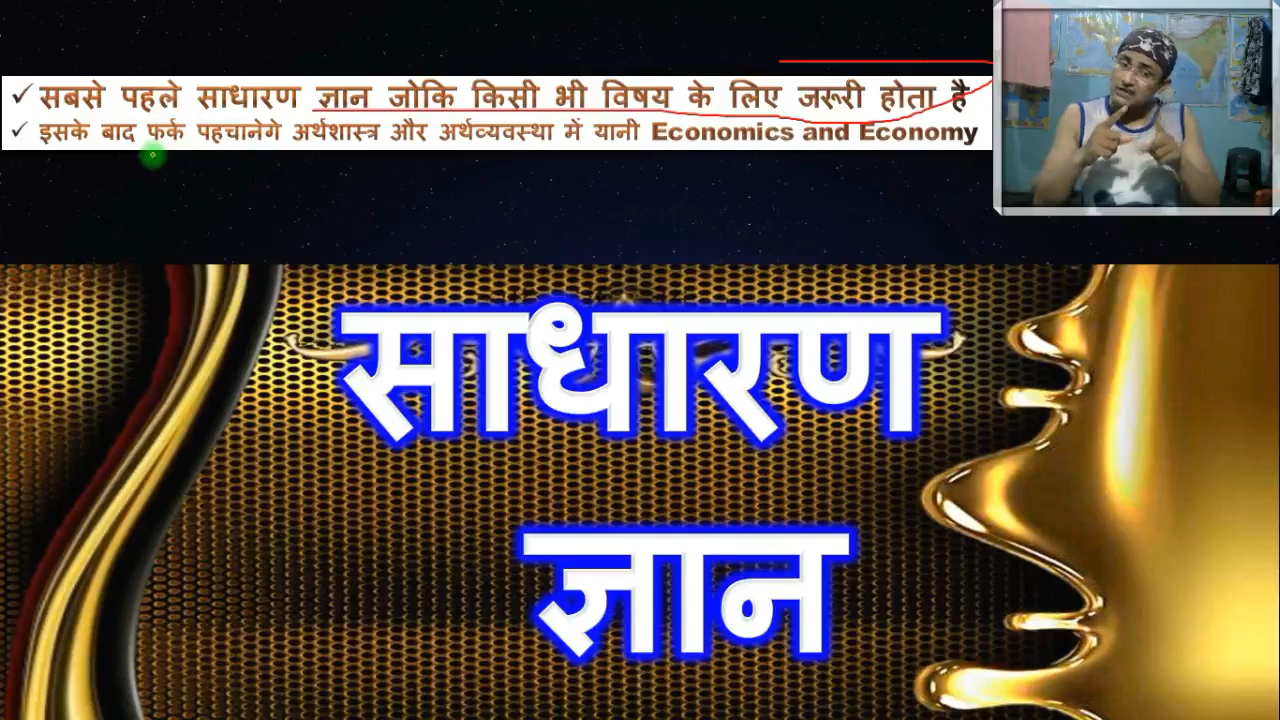 ✓ सबसे पहले साधारण ज्ञान जोकि किसी भी विषय के लिए जरूरी होता है
✓ इसके बाद फर्क पहचानेगे अर्थशास्त्र और अर्थव्यवस्था में यानी Economics and Economy
साधारण
ज्ञान